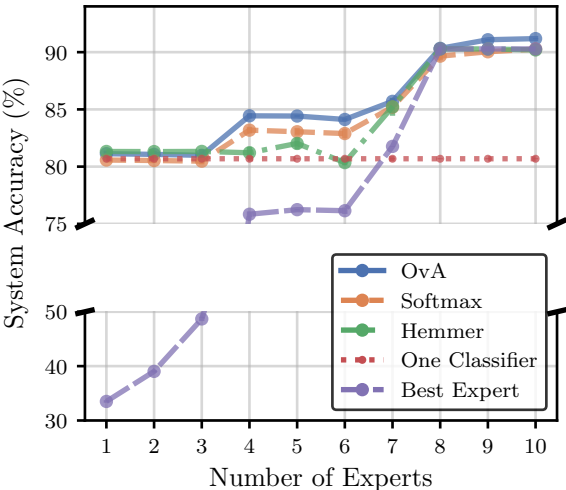 System Accuracy (%)
90
85
80
75
50
40
30
OvA
Softmax
Hemmer
One Classifier
Best Expert
1 2 3 4 5 6 7 8 9 10
Number of Experts